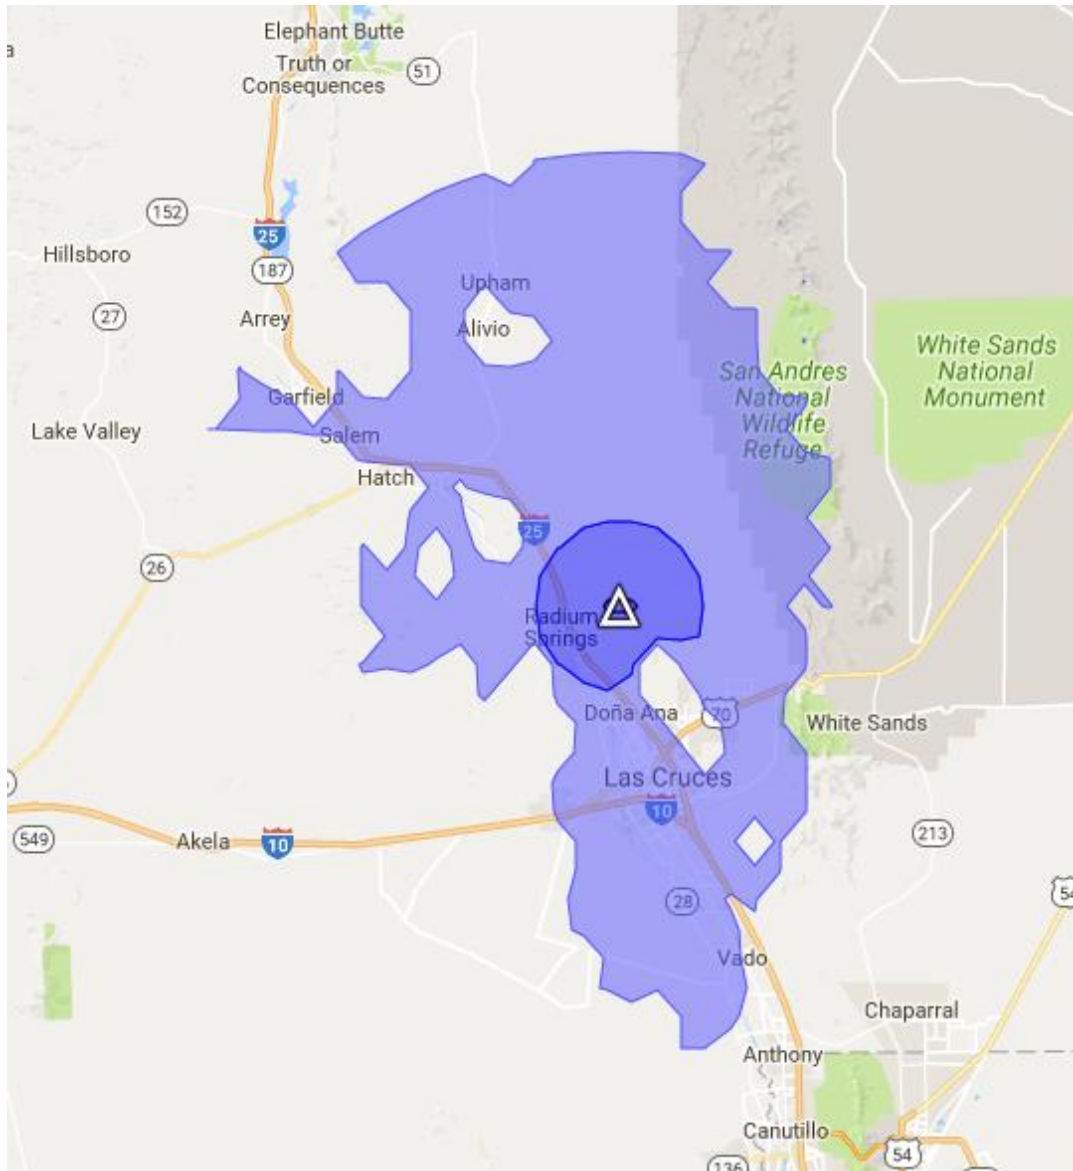 Elephant Butte
Truth or
Consequences
51
152
25
Hillsboro
187
27
Upham
Arrey
Alivio
White Sands
National
Monument
San Andres
National
Wildlife
Refuge
Garfield
Lake Valley
Salem
Hatch
25
26
Radium
Springs
Doña Ana
70
White Sands
Las Cruces
10
549
Akela
10
213
54
28
Vado
Chaparral
Anthony
Canutillo
54
136